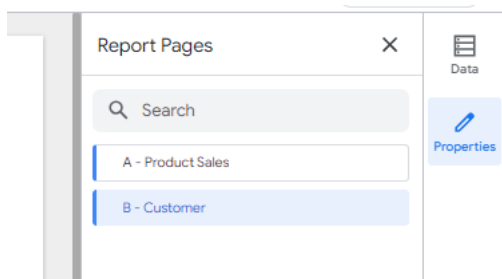 Report Pages
Search
A - Product Sales
B - Customer
Data
Properties